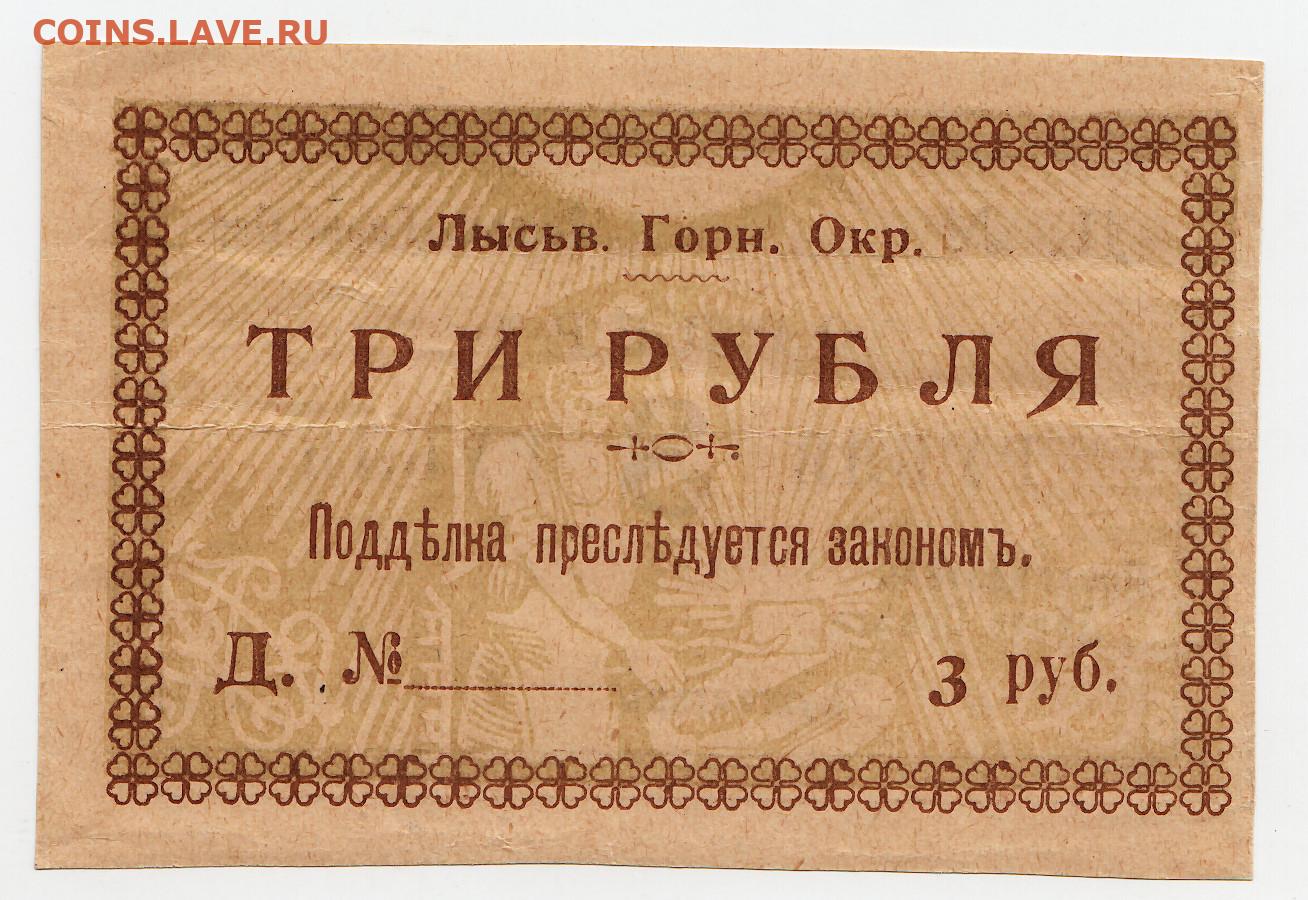 COINS.LAVE.RU
Лысьв. Горн. Окр.
ТРИ РУБЛЯ
Поддѣлка преслѣдуется закономъ.
Д. № 3 руб.